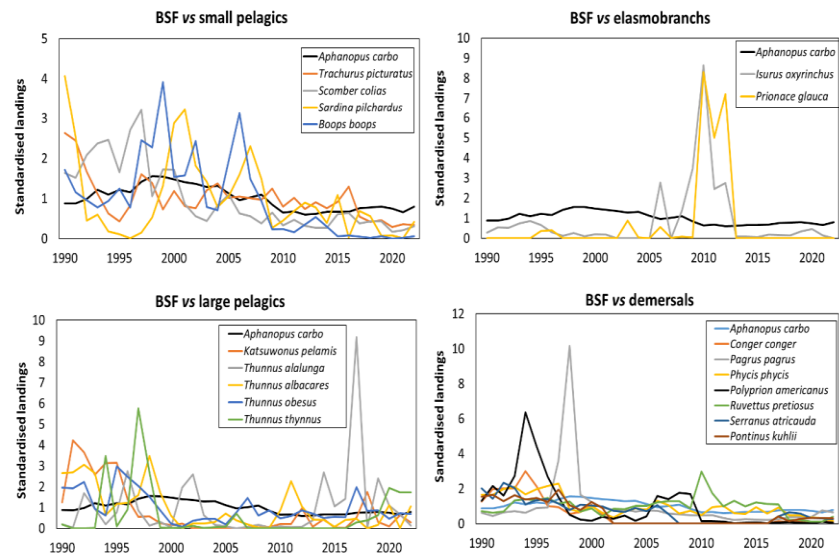 BSF vs small pelagics
Standardised landings
5
4
3
2
1
0
1990 1995 2000 2005 2010 2015 2020
Aphanopus carbo
Trachurus picturatus
Scomber colias
Sardina pilchardus
Boops boops
BSF vs elasmobranchs
Standardised landings
10
9
8
7
6
5
4
3
2
1
0
1990 1995 2000 2005 2010 2015 2020
Aphanopus carbo
Isurus oxyrinchus
Prionace glauca
BSF vs large pelagics
Standardised landings
10
9
8
7
6
5
4
3
2
1
0
1990 1995 2000 2005 2010 2015 2020
Aphanopus carbo
Katsuwonus pelamis
Thunnus alalunga
Thunnus albacares
Thunnus obesus
Thunnus thynnus
BSF vs demersals
Standardised landings
12
10
8
6
4
2
0
1990 1995 2000 2005 2010 2015 2020
Aphanopus carbo
Conger conger
Pagrus pagrus
Phycis phycis
Polyprion americanus
Ruvettus pretiosus
Serranus atricauda
Pontinus kuhlii